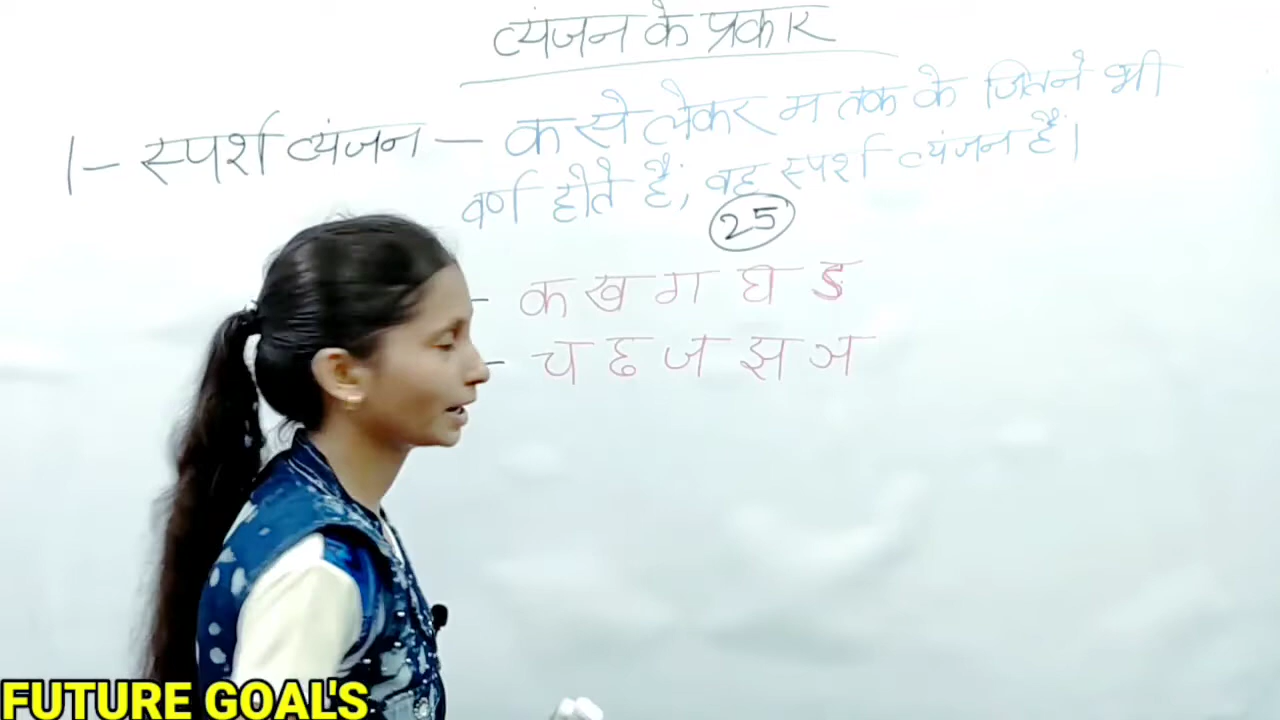 व्यंजन के प्रकार
1- स्पर्श व्यंजन - क से लेकर म तक के जितने भी
वर्ण होते हैं, वह स्पर्श व्यंजन हैं।
25
- क ख ग घ ङ
- च छ ज झ ञ
FUTURE GOAL'S